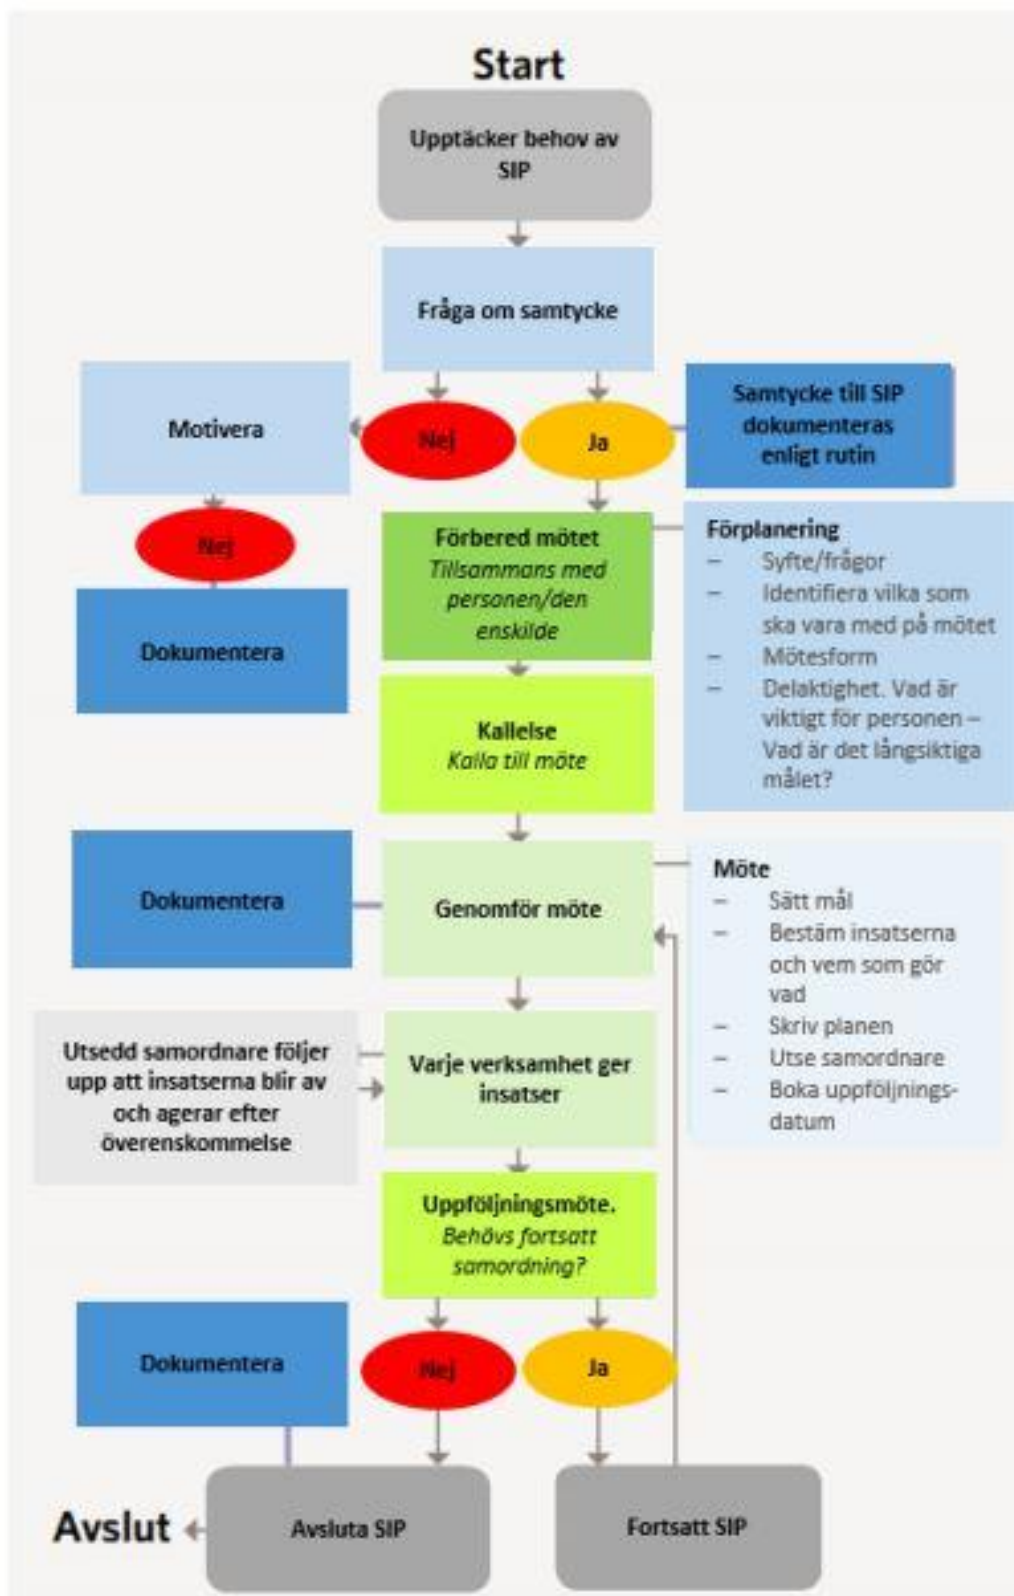 Start
Upptäcker behov av
SIP
Fråga om samtycke
Motivera
Nej
Ja
Samtycke till SIP
dokumenteras
enligt rutin
Nej
Dokumentera
Förbered mötet
Tillsammans med
personen/den
enskilde
Förplanering
– Syfte/frågor
– Identifiera vilka som
ska vara med på mötet
– Mötesform
– Delaktighet. Vad är
viktigt för personen –
Vad är det långsiktiga
målet?
Kallelse
Kalla till möte
Dokumentera
Genomför möte
Möte
– Sätt mål
– Bestäm insatserna
och vem som gör
vad
– Skriv planen
– Utse samordnare
– Boka uppföljnings-
datum
Utsedd samordnare följer
upp att insatserna blir av
och agerar efter
överenskommelse
Varje verksamhet ger
insatser
Uppföljningsmöte.
Behövs fortsatt
samordning?
Dokumentera
Nej
Ja
Avslut
Avsluta SIP
Fortsatt SIP